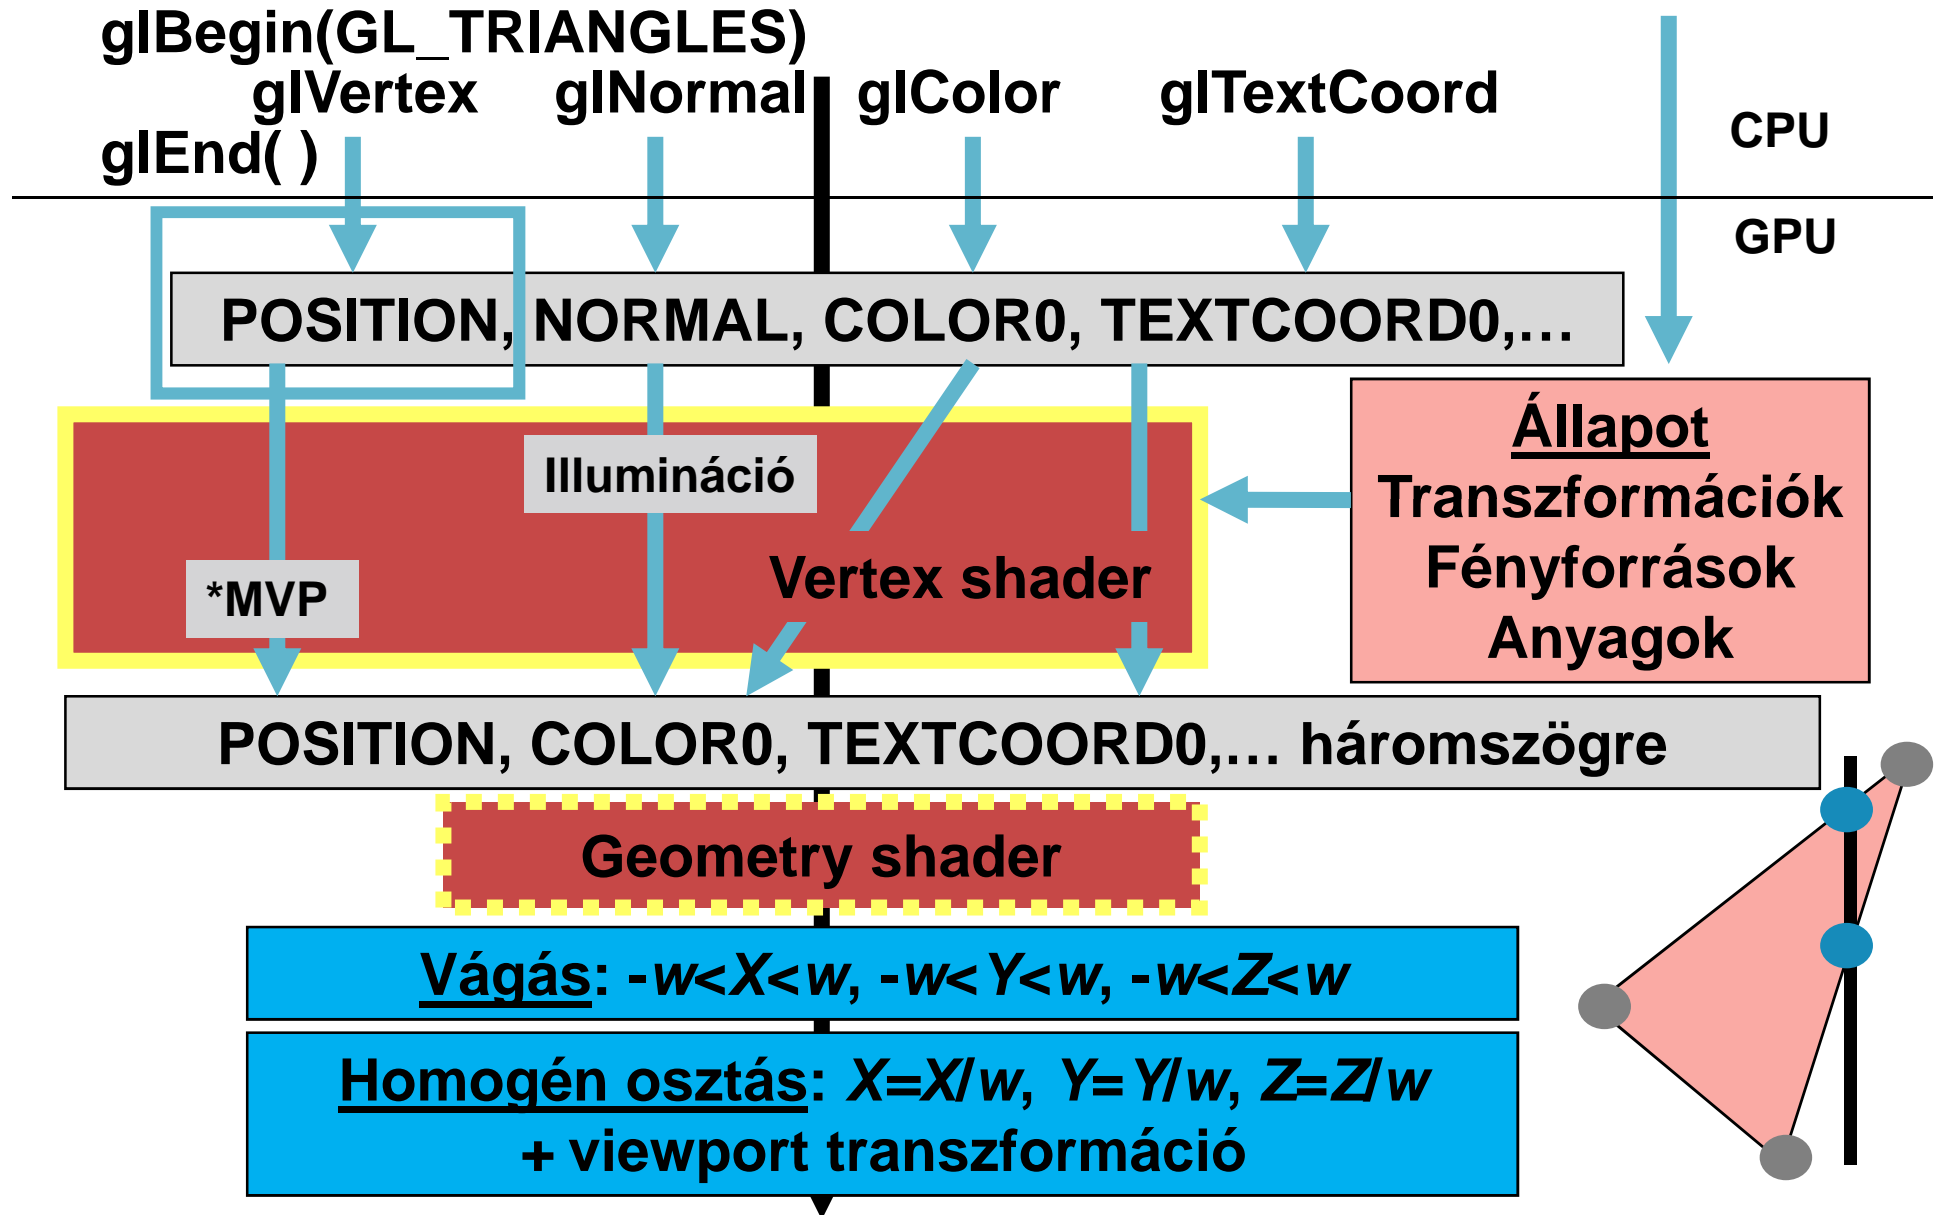 glBegin(GL_TRIANGLES)
glVertex glNormal glColor glTextCoord
glEnd( )
CPU
GPU
POSITION, NORMAL, COLOR0, TEXTCOORD0,…
Illumináció
*MVP
Vertex shader
Állapot
Transzformációk
Fényforrások
Anyagok
POSITION, COLOR0, TEXTCOORD0,… háromszögre
Geometry shader
Vágás: -w<X<w, -w<Y<w, -w<Z<w
Homogén osztás: X=X/w, Y=Y/w, Z=Z/w
+ viewport transzformáció